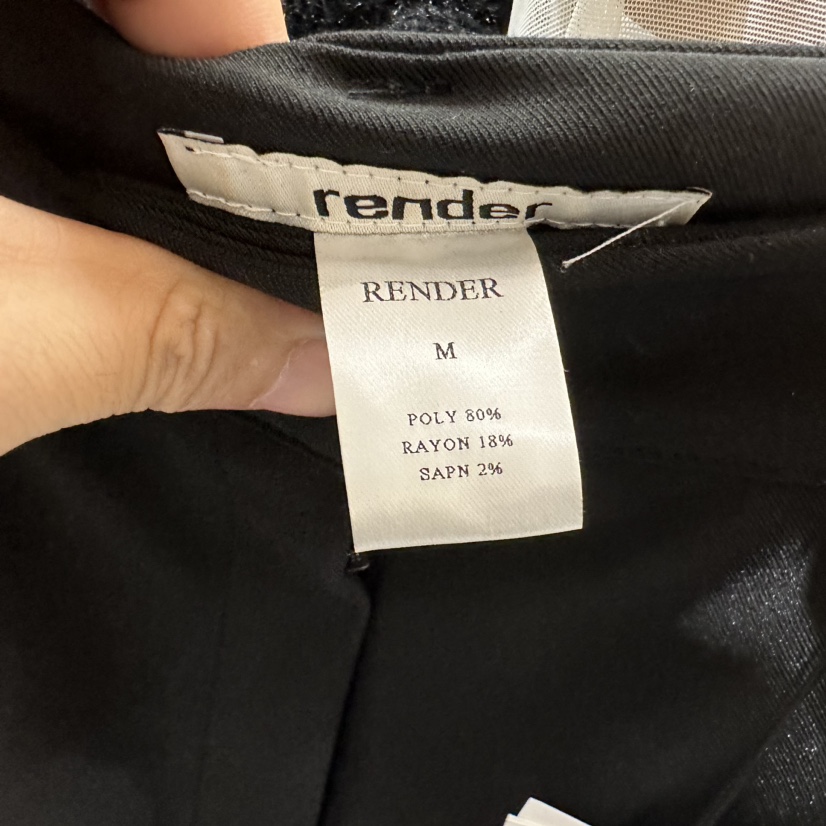 render
RENDER
M
POLY 80%
RAYON 18%
SAPN 2%